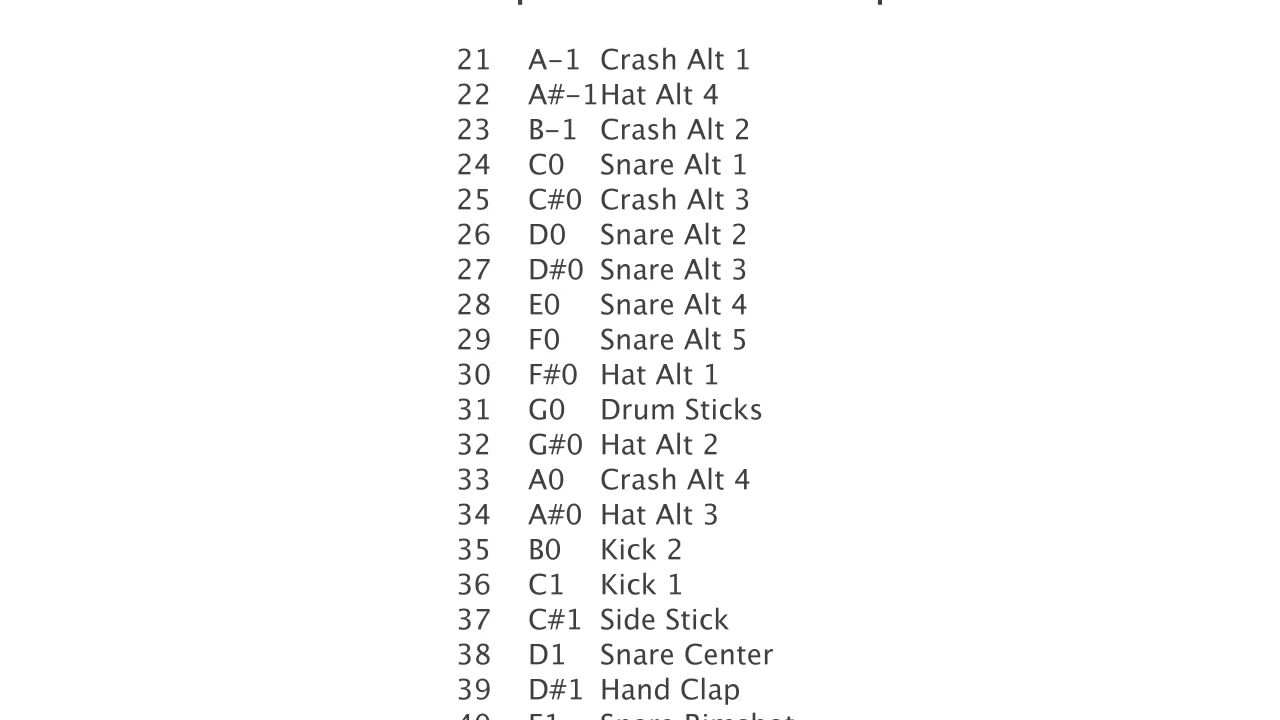 21 A-1 Crash Alt 1
22 A#-1Hat Alt 4
23 B-1 Crash Alt 2
24 C0 Snare Alt 1
25 C#0 Crash Alt 3
26 D0 Snare Alt 2
27 D#0 Snare Alt 3
28 E0 Snare Alt 4
29 F0 Snare Alt 5
30 F#0 Hat Alt 1
31 G0 Drum Sticks
32 G#0 Hat Alt 2
33 A0 Crash Alt 4
34 A#0 Hat Alt 3
35 B0 Kick 2
36 C1 Kick 1
37 C#1 Side Stick
38 D1 Snare Center
39 D#1 Hand Clap